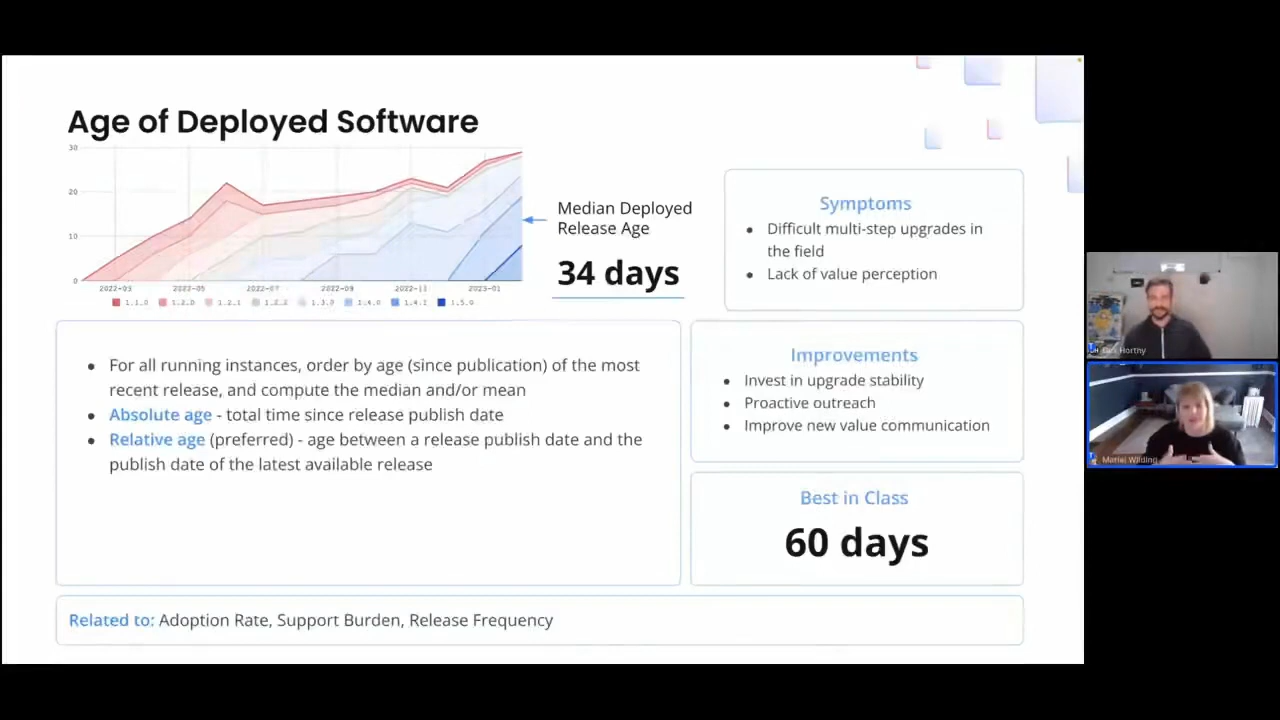 Age of Deployed Software
30
20
10
0
2022-03 2022-05 2022-07 2022-09 2022-11 2023-01
1.1.0 1.2.0 1.2.1 1.2.2 1.3.0 1.4.0 1.4.1 1.5.0
Median Deployed
Release Age
34 days
Symptoms
• Difficult multi-step upgrades in
the field
• Lack of value perception
• For all running instances, order by age (since publication) of the most
recent release, and compute the median and/or mean
• Absolute age - total time since release publish date
• Relative age (preferred) - age between a release publish date and the
publish date of the latest available release
Improvements
• Invest in upgrade stability
• Proactive outreach
• Improve new value communication
Best in Class
60 days
Related to: Adoption Rate, Support Burden, Release Frequency
Horthy
Wilding